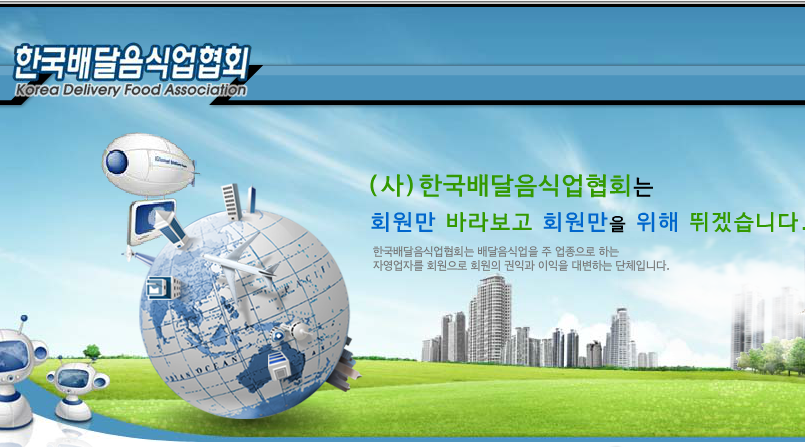 한국배달음식업협회
Korea Delivery Food Association
(사)한국배달음식업협회는
회원만 바라보고 회원만을 위해 뛰겠습니다.
한국배달음식업협회는 배달음식업을 주 업종으로 하는
자영업자를 회원으로 회원의 권익과 이익을 대변하는 단체입니다.
PACIFIC
OCEAN